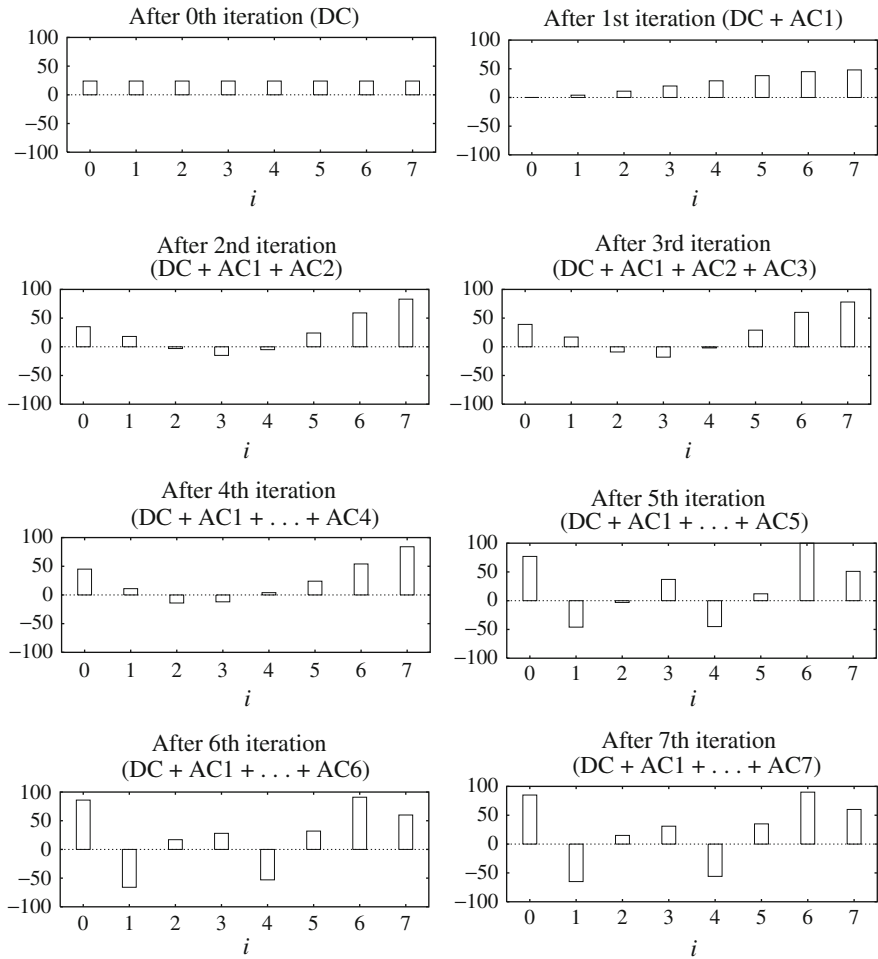 After 0th iteration (DC)
100
50
0
−50
−100
0 1 2 3 4 5 6 7
i
After 1st iteration (DC + AC1)
100
50
0
−50
−100
0 1 2 3 4 5 6 7
i
After 2nd iteration
(DC + AC1 + AC2)
100
50
0
−50
−100
0 1 2 3 4 5 6 7
i
After 3rd iteration
(DC + AC1 + AC2 + AC3)
100
50
0
−50
−100
0 1 2 3 4 5 6 7
i
After 4th iteration
(DC + AC1 + . . . + AC4)
100
50
0
−50
−100
0 1 2 3 4 5 6 7
i
After 5th iteration
(DC + AC1 + . . . + AC5)
100
50
0
−50
−100
0 1 2 3 4 5 6 7
i
After 6th iteration
(DC + AC1 + . . . + AC6)
100
50
0
−50
−100
0 1 2 3 4 5 6 7
i
After 7th iteration
(DC + AC1 + . . . + AC7)
100
50
0
−50
−100
0 1 2 3 4 5 6 7
i